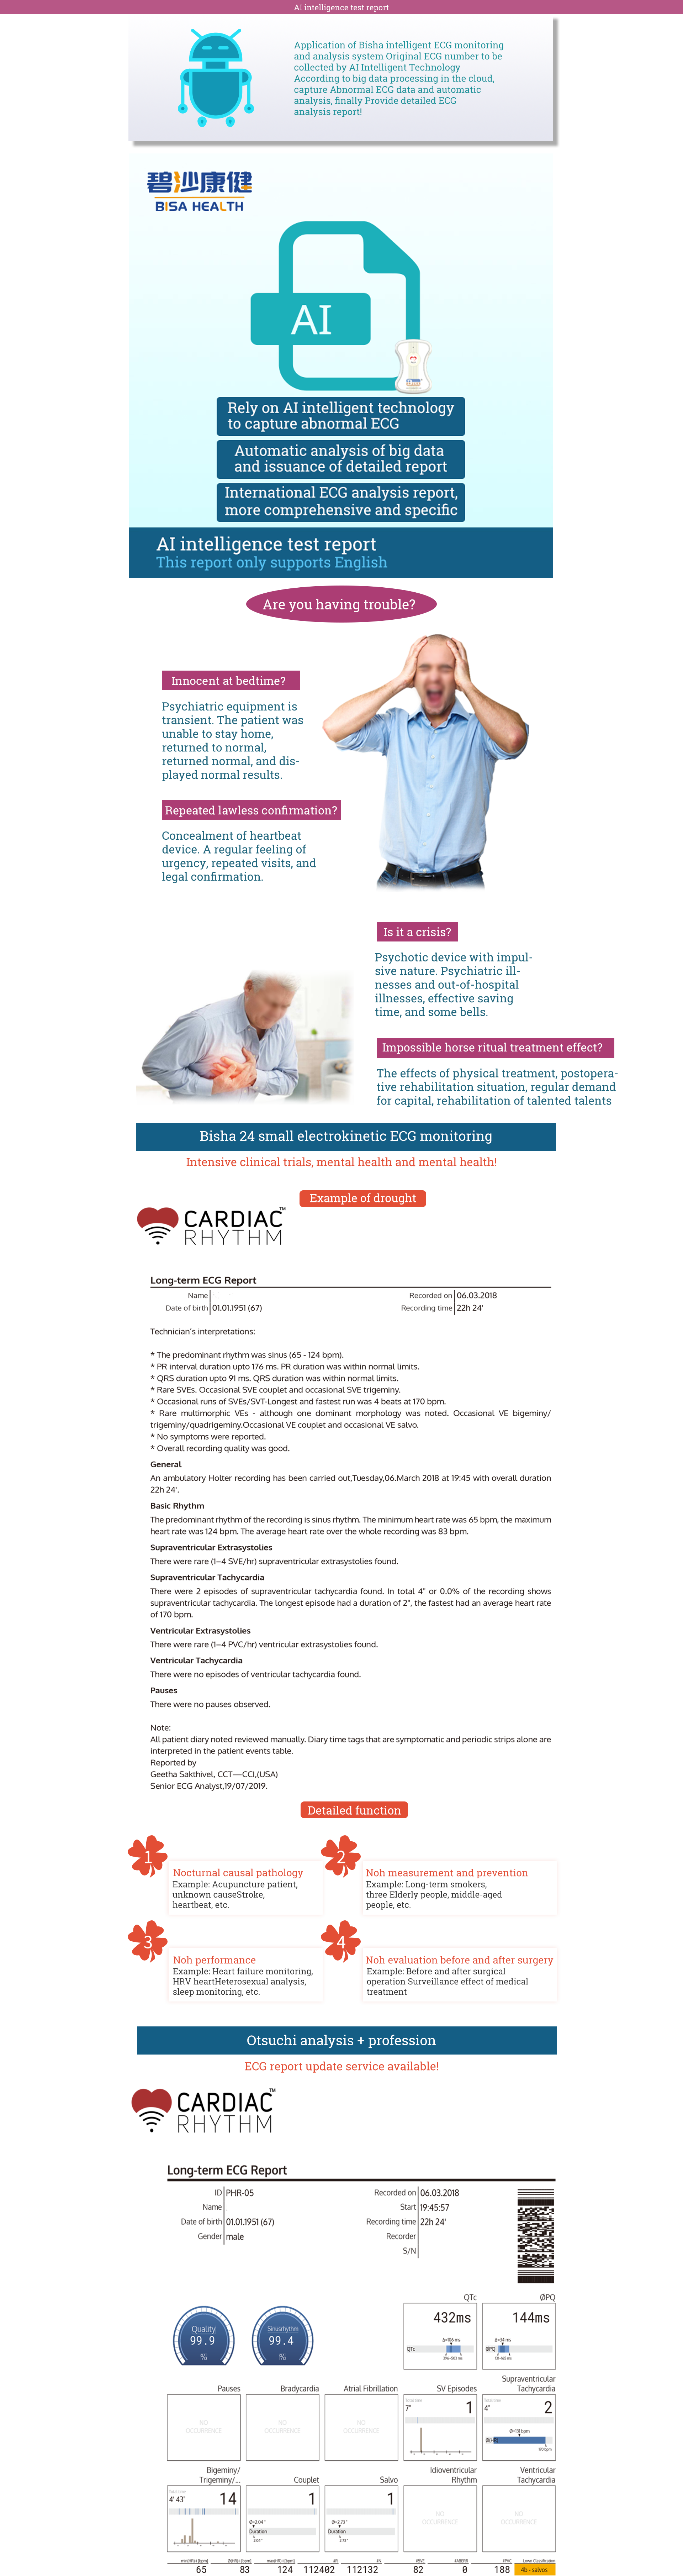 AI intelligence test report
Application of Bisha intelligent ECG monitoring
and analysis system Original ECG number to be
collected by AI Intelligent Technology
According to big data processing in the cloud,
capture Abnormal ECG data and automatic
analysis, finally Provide detailed ECG
analysis report!
碧沙康健
BISA HEALTH
AI
Rely on AI intelligent technology
to capture abnormal ECG
Automatic analysis of big data
and issuance of detailed report
International ECG analysis report,
more comprehensive and specific
AI intelligence test report
This report only supports English
Are you having trouble?
Innocent at bedtime?
Psychiatric equipment is
transient. The patient was
unable to stay home,
returned to normal,
returned normal, and dis-
played normal results.
Repeated lawless confirmation?
Concealment of heartbeat
device. A regular feeling of
urgency, repeated visits, and
legal confirmation.
Is it a crisis?
Psychotic device with impul-
sive nature. Psychiatric ill-
nesses and out-of-hospital
illnesses, effective saving
time, and some bells.
Impossible horse ritual treatment effect?
The effects of physical treatment, postopera-
tive rehabilitation situation, regular demand
for capital, rehabilitation of talented talents
Bisha 24 small electrokinetic ECG monitoring
Intensive clinical trials, mental health and mental health!
Example of drought
CARDIAC™
RHYTHM
Long-term ECG Report
Name
Recorded on 06.03.2018
Date of birth 01.01.1951 (67)
Recording time 22h 24'
Technician's interpretations:
* The predominant rhythm was sinus (65 - 124 bpm).
* PR interval duration upto 176 ms. PR duration was within normal limits.
* QRS duration upto 91 ms. QRS duration was within normal limits.
* Rare SVEs. Occasional SVE couplet and occasional SVE trigeminy.
* Occasional runs of SVEs/SVT-Longest and fastest run was 4 beats at 170 bpm.
* Rare multimorphic VEs - although one dominant morphology was noted. Occasional VE bigeminy/
trigeminy/quadrigeminy.Occasional VE couplet and occasional VE salvo.
* No symptoms were reported.
* Overall recording quality was good.
General
An ambulatory Holter recording has been carried out,Tuesday,06.March 2018 at 19:45 with overall duration
22h 24'.
Basic Rhythm
The predominant rhythm of the recording is sinus rhythm. The minimum heart rate was 65 bpm, the maximum
heart rate was 124 bpm. The average heart rate over the whole recording was 83 bpm.
Supraventricular Extrasystolies
There were rare (1–4 SVE/hr) supraventricular extrasystolies found.
Supraventricular Tachycardia
There were 2 episodes of supraventricular tachycardia found. In total 4" or 0.0% of the recording shows
supraventricular tachycardia. The longest episode had a duration of 2", the fastest had an average heart rate
of 170 bpm.
Ventricular Extrasystolies
There were rare (1–4 PVC/hr) ventricular extrasystolies found.
Ventricular Tachycardia
There were no episodes of ventricular tachycardia found.
Pauses
There were no pauses observed.
Note:
All patient diary noted reviewed manually. Diary time tags that are symptomatic and periodic strips alone are
interpreted in the patient events table.
Reported by
Geetha Sakthivel, CCT—CCI,(USA)
Senior ECG Analyst,19/07/2019.
Detailed function
1
Nocturnal causal pathology
Example: Acupuncture patient,
unknown causeStroke,
heartbeat, etc.
2
Noh measurement and prevention
Example: Long-term smokers,
three Elderly people, middle-aged
people, etc.
3
Noh performance
Example: Heart failure monitoring,
HRV heartHeterosexual analysis,
sleep monitoring, etc.
4
Noh evaluation before and after surgery
Example: Before and after surgical
operation Surveillance effect of medical
treatment
Otsuchi analysis + profession
ECG report update service available!
CARDIAC™
RHYTHM
Long-term ECG Report
ID PHR-05
Recorded on 06.03.2018
Name
Start 19:45:57
Date of birth 01.01.1951 (67)
Recording time 22h 24'
Gender male
Recorder
S/N
Quality
99.9
%
Sinusrhythm
99.4
%
QTc
432ms
QTc
ØPQ
144ms
ØPQ
Pauses
NO
OCCURRENCE
Bradycardia
NO
OCCURRENCE
Atrial Fibrillation
NO
OCCURRENCE
SV Episodes
7"
1
Supraventricular
Tachycardia
4"
2
Bigeminy/
Trigeminy/...
4' 43"
14
Couplet
1
Duration
Salvo
1
Duration
Idioventricular
Rhythm
NO
OCCURRENCE
Ventricular
Tachycardia
NO
OCCURRENCE
65
83
124
112402
112132
82
0
188
4b - salvos